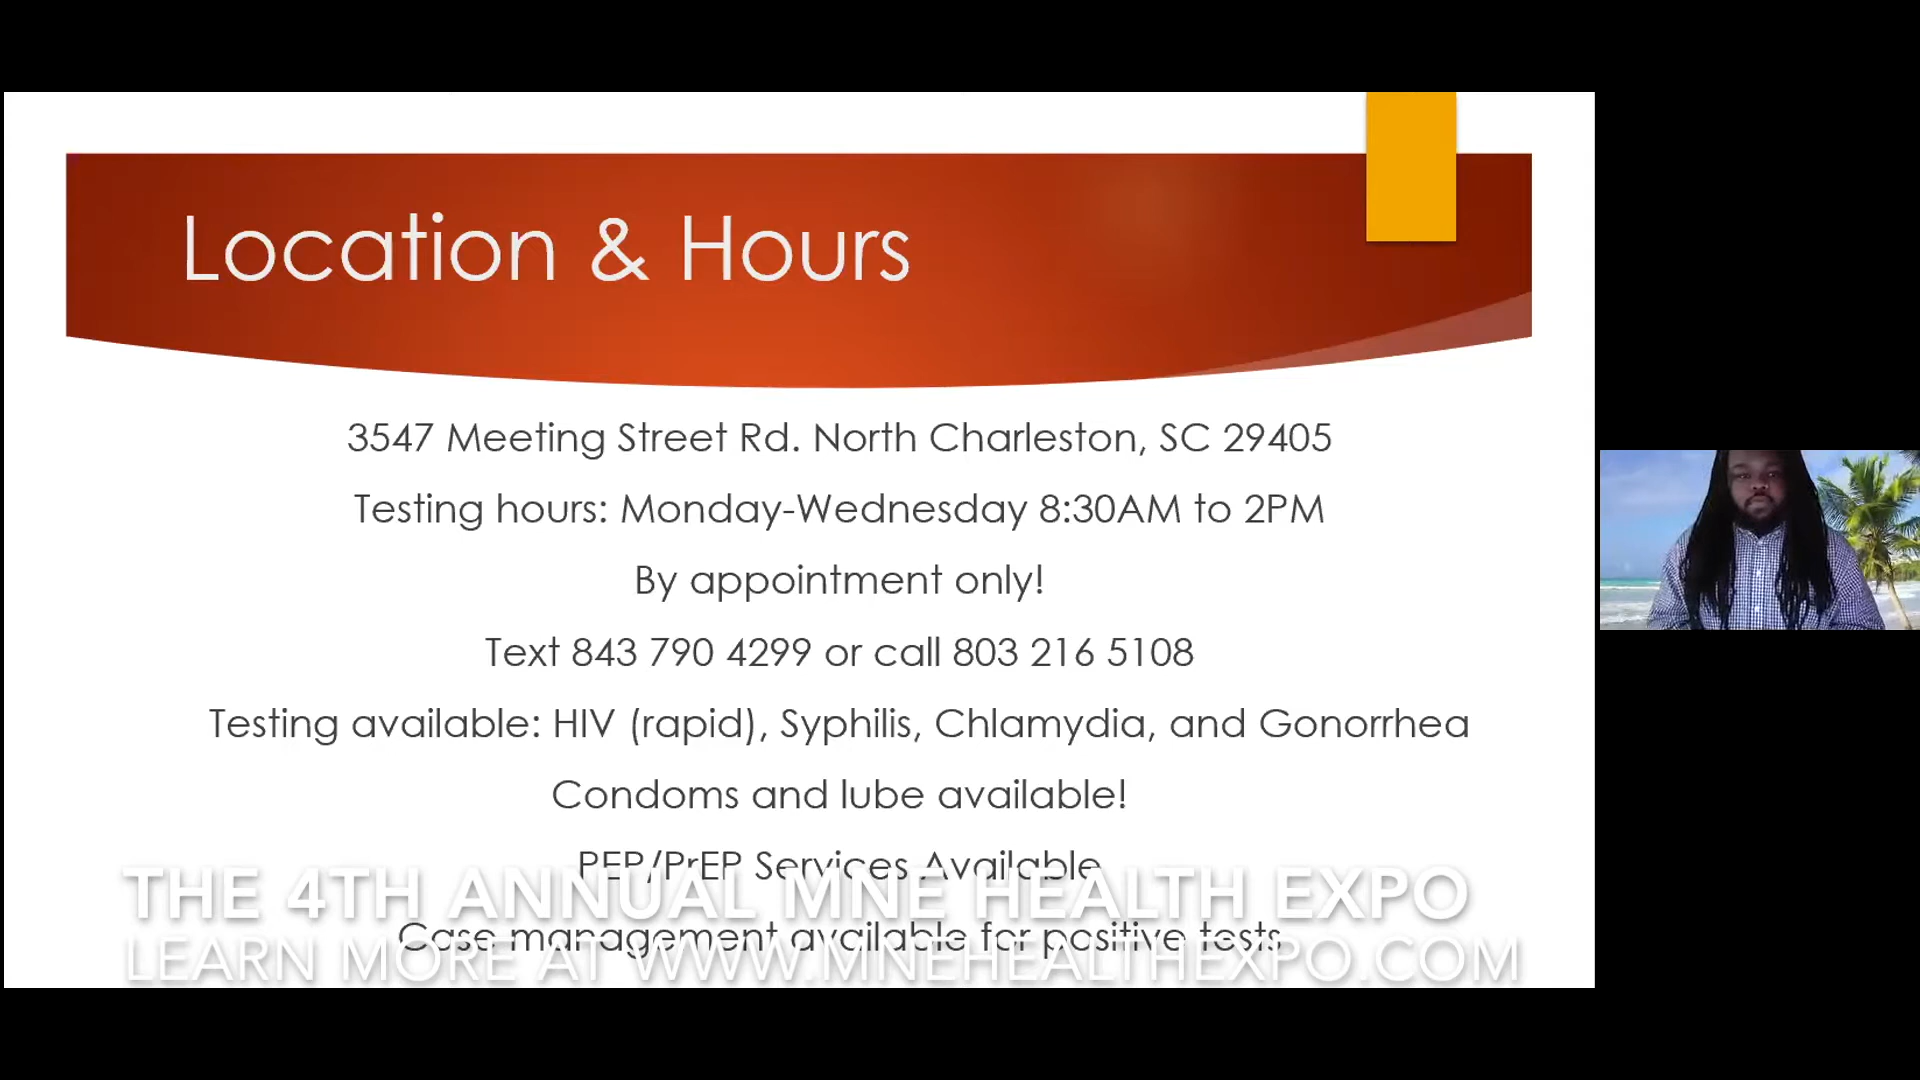 Location & Hours
3547 Meeting Street Rd. North Charleston, SC 29405
Testing hours: Monday-Wednesday 8:30AM to 2PM
By appointment only!
Text 843 790 4299 or call 803 216 5108
Testing available: HIV (rapid), Syphilis, Chlamydia, and Gonorrhea
Condoms and lube available!
PEP/PrEP Services Available
THE 4TH ANNUAL MNE HEALTH EXPO
Case management available for positive tests
LEARN MORE AT WWW.MNEHEALTHEXPO.COM